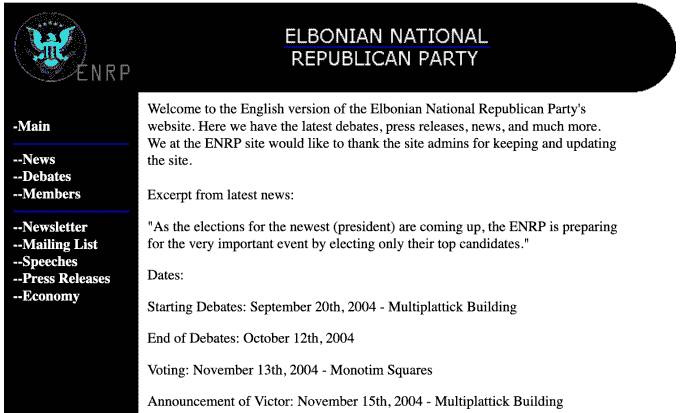 ELBONIAN NATIONAL
REPUBLICAN PARTY
ENRP
-Main
--News
--Debates
--Members
--Newsletter
--Mailing List
--Speeches
--Press Releases
--Economy
Welcome to the English version of the Elbonian National Republican Party's
website. Here we have the latest debates, press releases, news, and much more.
We at the ENRP site would like to thank the site admins for keeping and updating
the site.
Excerpt from latest news:
"As the elections for the newest (president) are coming up, the ENRP is preparing
for the very important event by electing only their top candidates."
Dates:
Starting Debates: September 20th, 2004 - Multiplattick Building
End of Debates: October 12th, 2004
Voting: November 13th, 2004 - Monotim Squares
Announcement of Victor: November 15th, 2004 - Multiplattick Building